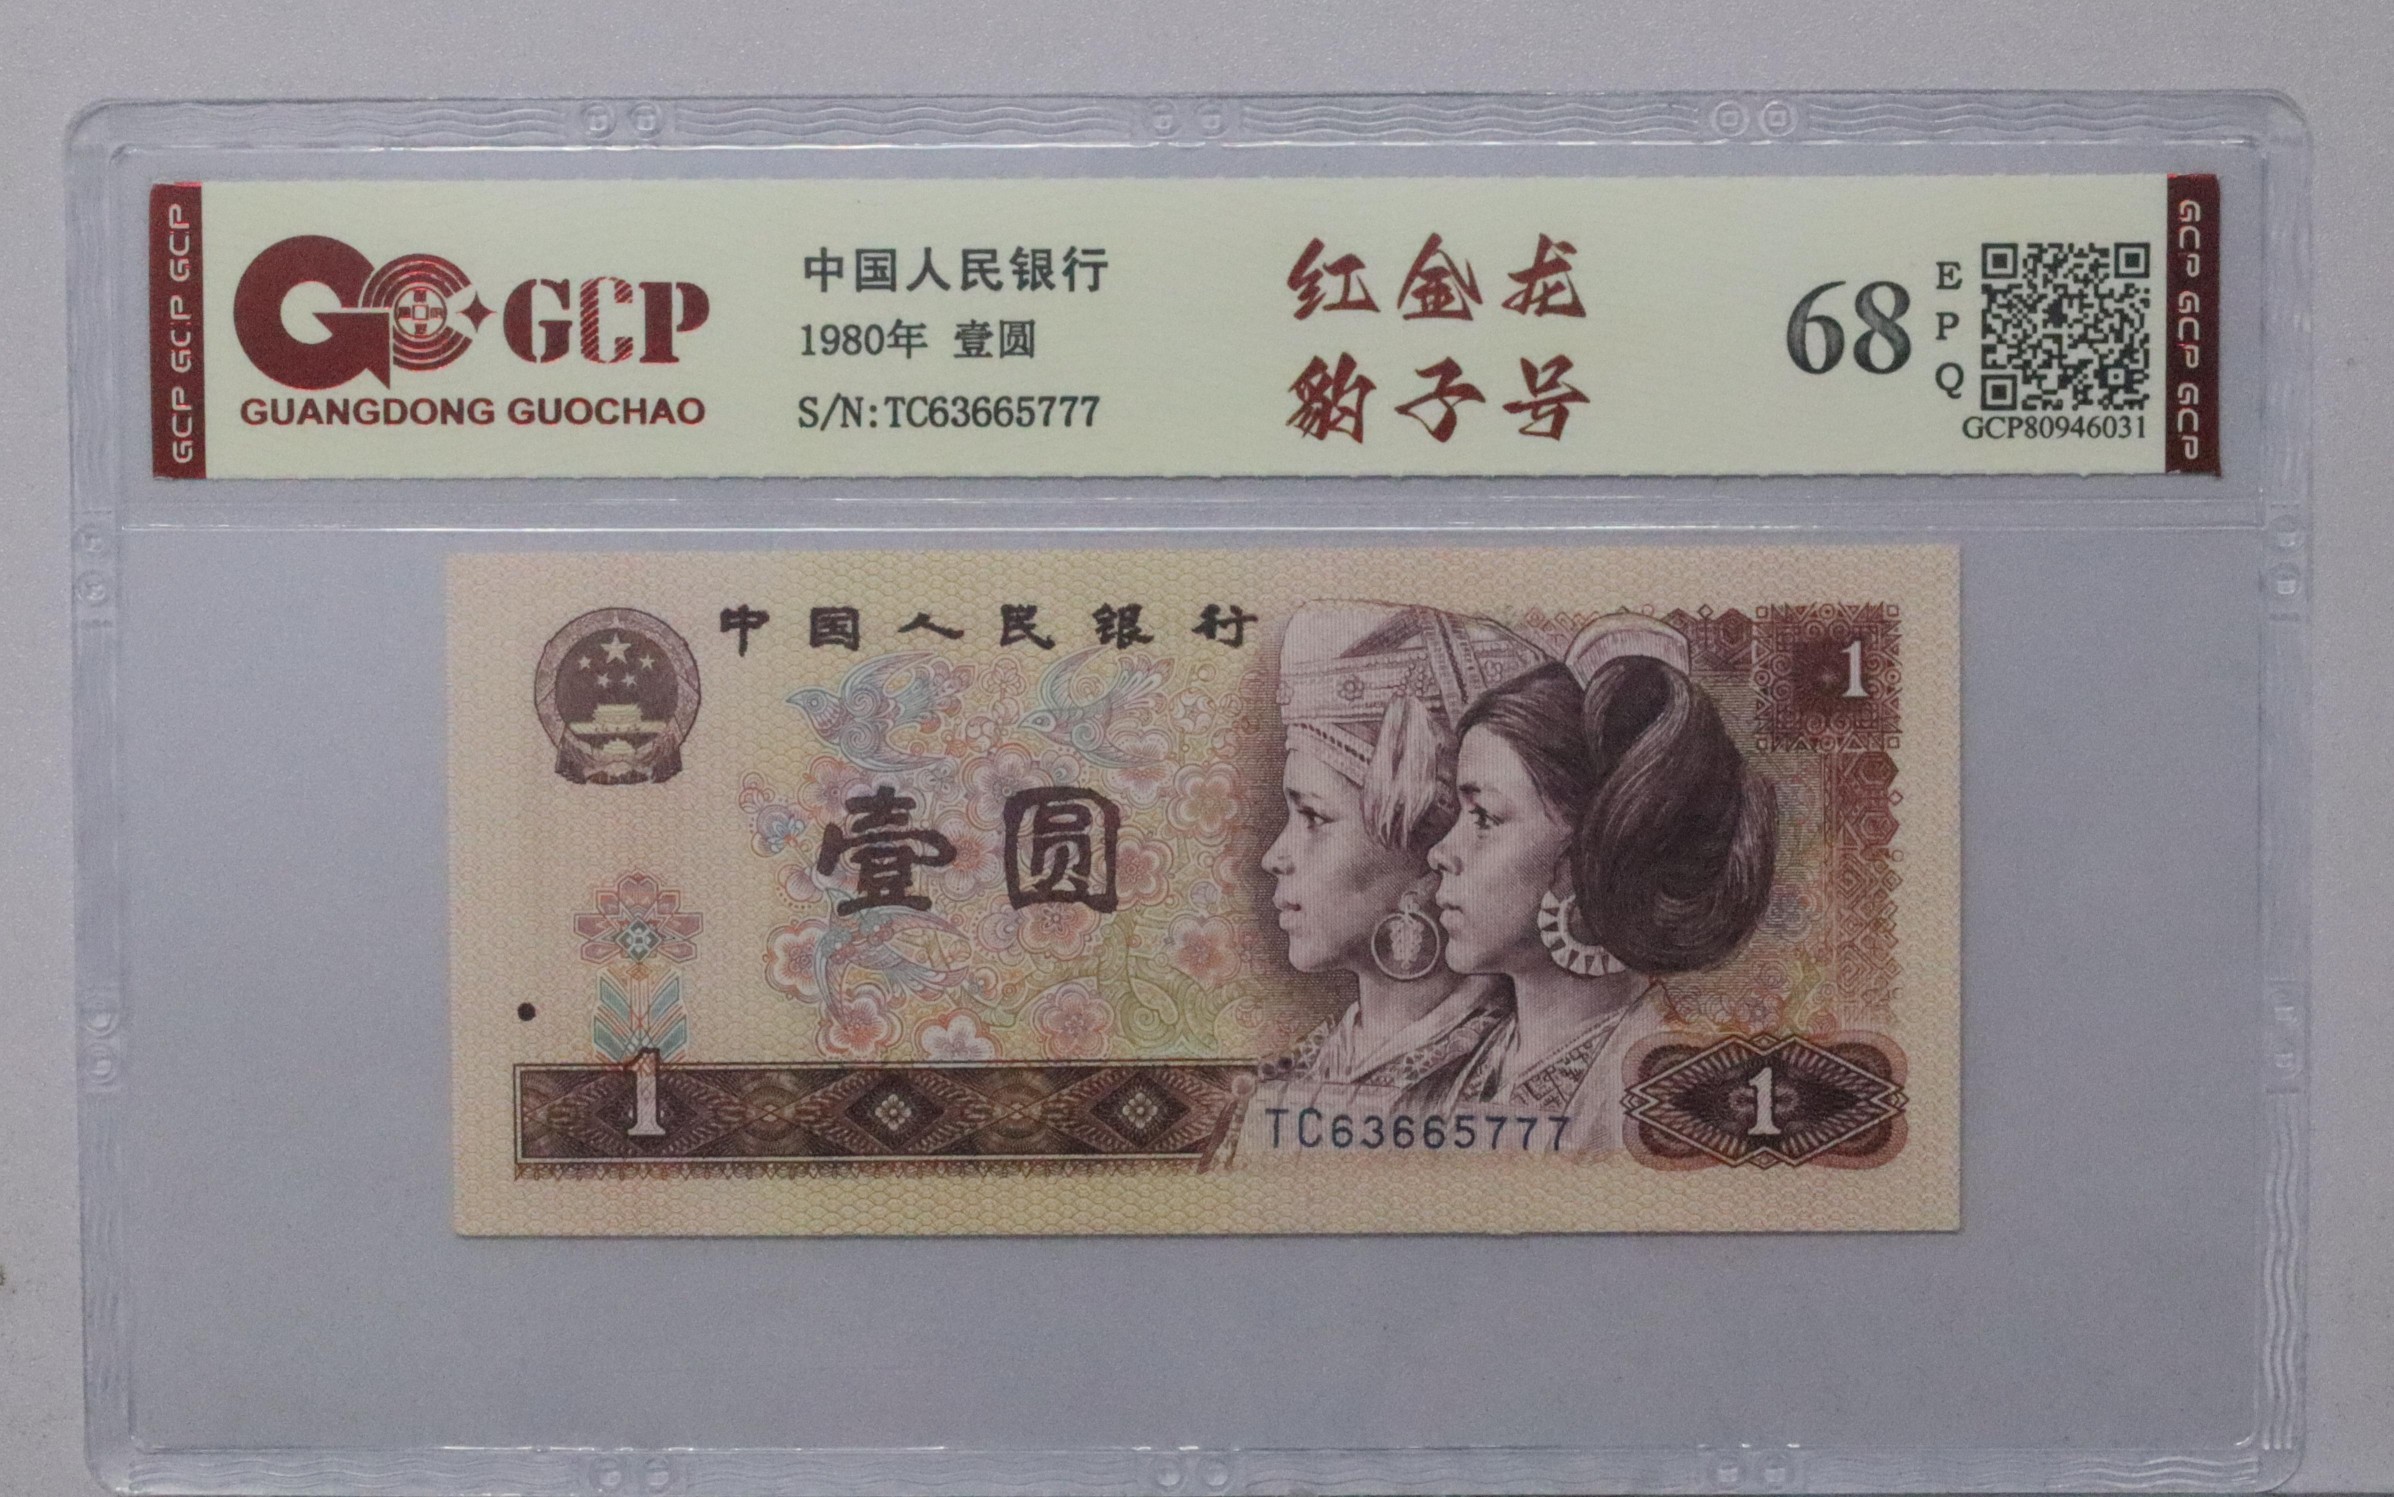 GCP GCP GCP
GCP
GUANGDONG GUOCHAO
中国人民银行
1980年 壹圆
S/N:TC63665777
红金龙
豹子号
68
EPQ
GCP80946031
GCP GCP GCP
中国人民银行
1
壹圆
1
TC63665777
1